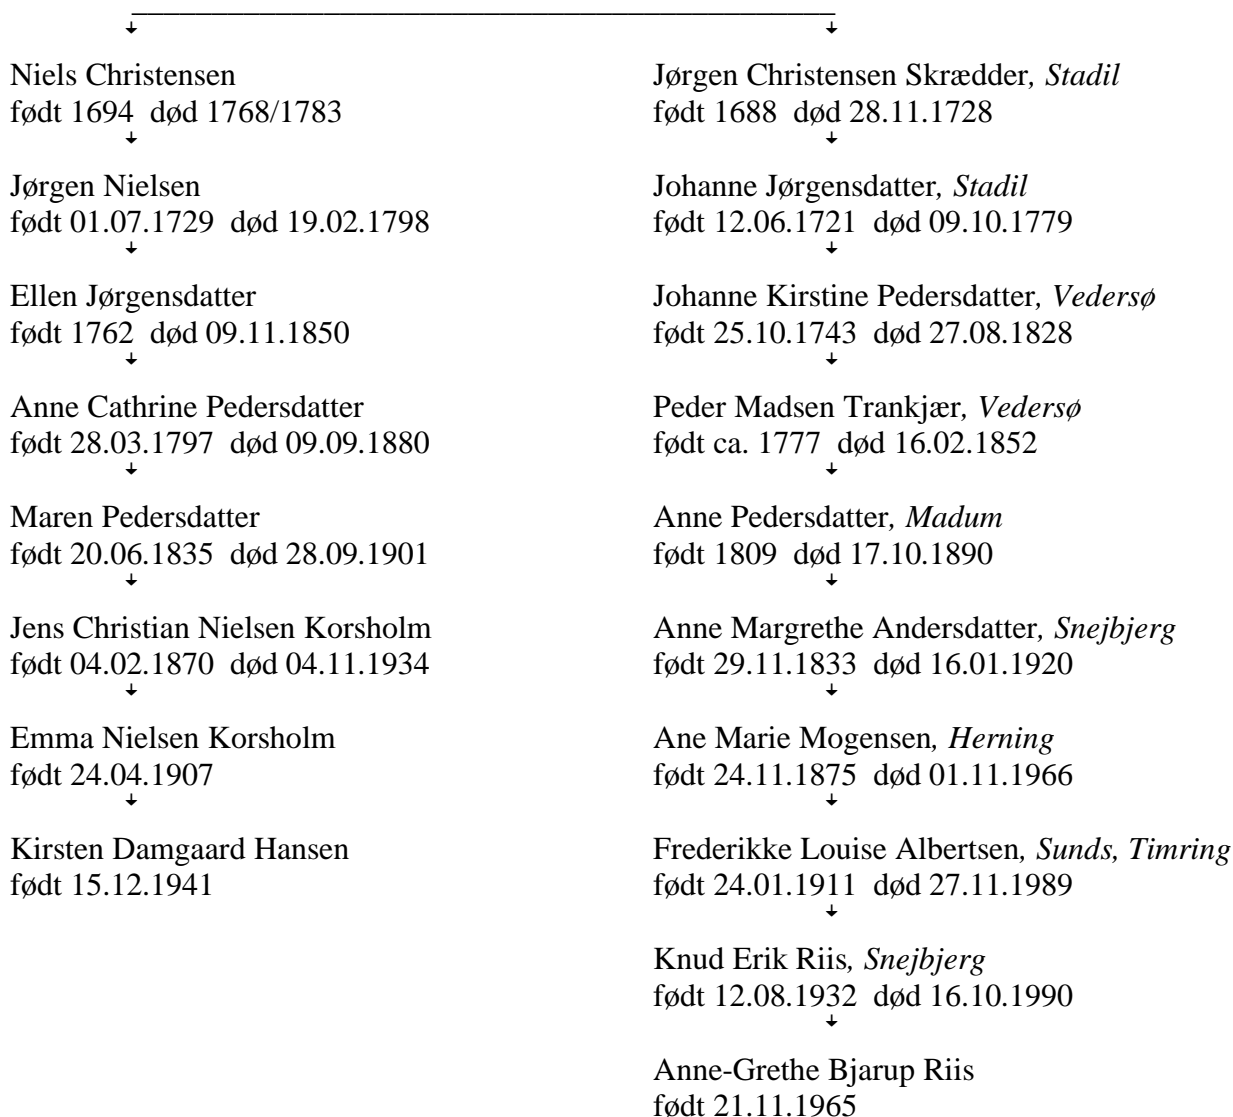 Niels Christensen
født 1694 død 1768/1783
Jørgen Nielsen
født 01.07.1729 død 19.02.1798
Ellen Jørgensdatter
født 1762 død 09.11.1850
Anne Cathrine Pedersdatter
født 28.03.1797 død 09.09.1880
Maren Pedersdatter
født 20.06.1835 død 28.09.1901
Jens Christian Nielsen Korsholm
født 04.02.1870 død 04.11.1934
Emma Nielsen Korsholm
født 24.04.1907
Kirsten Damgaard Hansen
født 15.12.1941
Jørgen Christensen Skrædder, Stadil
født 1688 død 28.11.1728
Johanne Jørgensdatter, Stadil
født 12.06.1721 død 09.10.1779
Johanne Kirstine Pedersdatter, Vedersø
født 25.10.1743 død 27.08.1828
Peder Madsen Trankjær, Vedersø
født ca. 1777 død 16.02.1852
Anne Pedersdatter, Madum
født 1809 død 17.10.1890
Anne Margrethe Andersdatter, Snejbjerg
født 29.11.1833 død 16.01.1920
Ane Marie Mogensen, Herning
født 24.11.1875 død 01.11.1966
Frederikke Louise Albertsen, Sunds, Timring
født 24.01.1911 død 27.11.1989
Knud Erik Riis, Snejbjerg
født 12.08.1932 død 16.10.1990
Anne-Grethe Bjarup Riis
født 21.11.1965